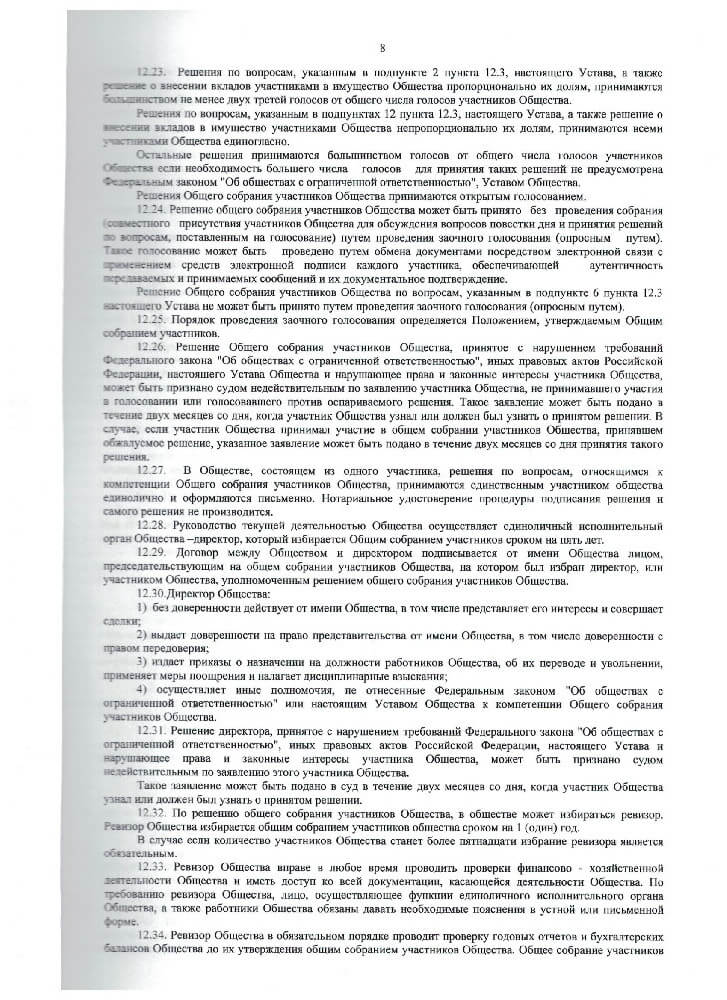 8
12.23. Решения по вопросам, указанным в подпункте 2 пункта 12.3, настоящего Устава, а также
решение о внесении вкладов участниками в имущество Общества пропорционально их долям, принимаются
большинством не менее двух третей голосов от общего числа голосов участников Общества.
Решения по вопросам, указанным в подпунктах 12 пункта 12.3, настоящего Устава, а также решение о
внесении вкладов в имущество участниками Общества непропорционально их долям, принимаются всеми
участниками Общества единогласно.
Остальные решения принимаются большинством голосов от общего числа голосов участников
Общества если необходимость большего числа голосов для принятия таких решений не предусмотрена
Федеральным законом "Об обществах с ограниченной ответственностью", Уставом Общества.
Решения Общего собрания участников Общества принимаются открытым голосованием.
12.24. Решение общего собрания участников Общества может быть принято без проведения собрания
(совместного присутствия участников Общества для обсуждения вопросов повестки дня и принятия решений
по вопросам, поставленным на голосование) путем проведения заочного голосования (опросным путем).
Такое голосование может быть проведено путем обмена документами посредством электронной связи с
применением средств электронной подписи каждого участника, обеспечивающей аутентичность
передаваемых и принимаемых сообщений и их документальное подтверждение.
Решение Общего собрания участников Общества по вопросам, указанным в подпункте 6 пункта 12.3
настоящего Устава не может быть принято путем проведения заочного голосования (опросным путем).
12.25. Порядок проведения заочного голосования определяется Положением, утверждаемым Общим
собранием участников.
12.26. Решение Общего собрания участников Общества, принятое с нарушением требований
Федерального закона "Об обществах с ограниченной ответственностью", иных правовых актов Российской
Федерации, настоящего Устава Общества и нарушающее права и законные интересы участника Общества,
может быть признано судом недействительным по заявлению участника Общества, не принимавшего участия
в голосовании или голосовавшего против оспариваемого решения. Такое заявление может быть подано в
течение двух месяцев со дня, когда участник Общества узнал или должен был узнать о принятом решении. В
случае, если участник Общества принимал участие в общем собрании участников Общества, принявшем
обжалуемое решение, указанное заявление может быть подано в течение двух месяцев со дня принятия такого
решения.
12.27. В Обществе, состоящем из одного участника, решения по вопросам, относящимся к
компетенции Общего собрания участников Общества, принимаются единственным участником общества
единолично и оформляются письменно. Нотариальное удостоверение процедуры подписания решения и
самого решения не производится.
12.28. Руководство текущей деятельностью Общества осуществляет единоличный исполнительный
орган Общества –директор, который избирается Общим собранием участников сроком на пять лет.
12.29. Договор между Обществом и директором подписывается от имени Общества лицом,
председательствующим на общем собрании участников Общества, на котором был избран директор, или
участником Общества, уполномоченным решением общего собрания участников Общества.
12.30.Директор Общества:
1) без доверенности действует от имени Общества, в том числе представляет его интересы и совершает
сделки;
2) выдает доверенности на право представительства от имени Общества, в том числе доверенности с
правом передоверия;
3) издает приказы о назначении на должности работников Общества, об их переводе и увольнении,
применяет меры поощрения и налагает дисциплинарные взыскания;
4) осуществляет иные полномочия, не отнесенные Федеральным законом "Об обществах с
ограниченной ответственностью" или настоящим Уставом Общества к компетенции Общего собрания
участников Общества.
12.31. Решение директора, принятое с нарушением требований Федерального закона "Об обществах с
ограниченной ответственностью", иных правовых актов Российской Федерации, настоящего Устава и
нарушающее права и законные интересы участника Общества, может быть признано судом
недействительным по заявлению этого участника Общества.
Такое заявление может быть подано в суд в течение двух месяцев со дня, когда участник Общества
узнал или должен был узнать о принятом решении.
12.32. По решению общего собрания участников Общества, в обществе может избираться ревизор.
Ревизор Общества избирается общим собранием участников общества сроком на 1 (один) год.
В случае если количество участников Общества станет более пятнадцати избрание ревизора является
обязательным.
12.33. Ревизор Общества вправе в любое время проводить проверки финансово - хозяйственной
деятельности Общества и иметь доступ ко всей документации, касающейся деятельности Общества. По
требованию ревизора Общества, лицо, осуществляющее функции единоличного исполнительного органа
Общества, а также работники Общества обязаны давать необходимые пояснения в устной или письменной
форме.
12.34. Ревизор Общества в обязательном порядке проводит проверку годовых отчетов и бухгалтерских
балансов Общества до их утверждения общим собранием участников Общества. Общее собрание участников